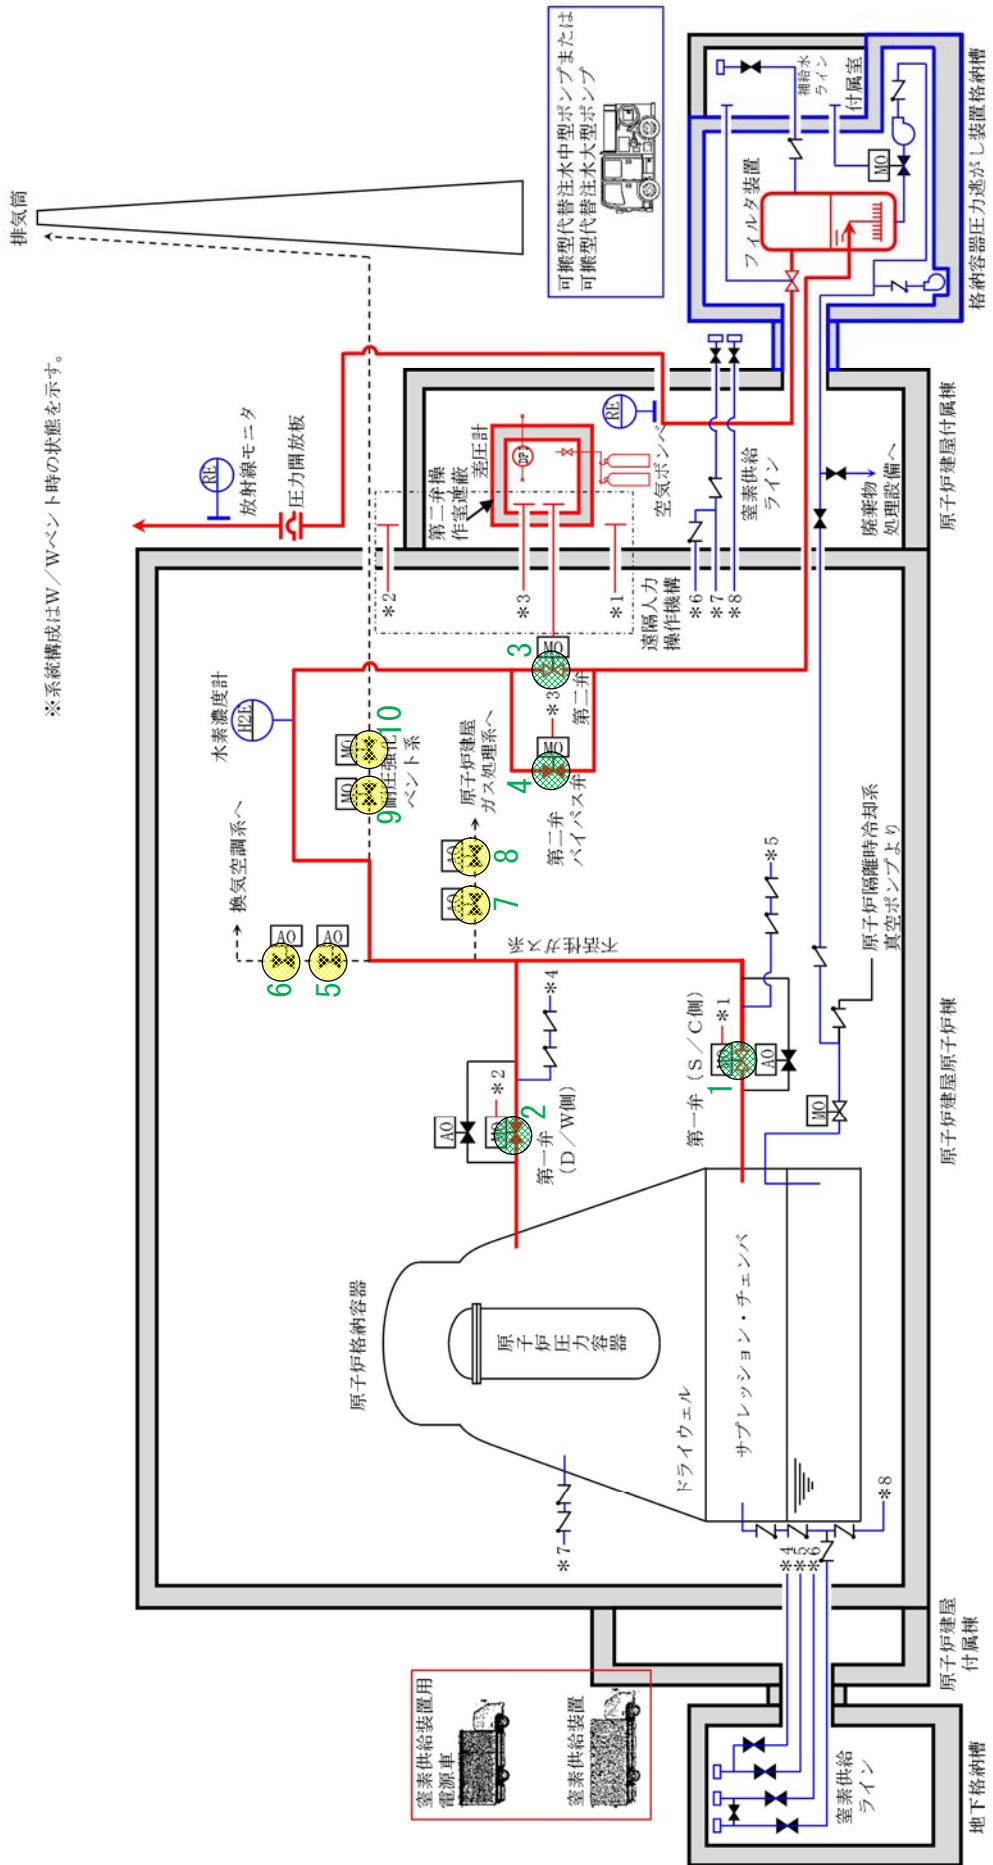 ※系統構成はW/Wベント時の状態を示す。
排気筒
RE
放射線モニタ
圧力開放板
水素濃度計
H2E
換気空調系へ
AO
AO
6
5
MO
MO
9
10
耐圧強化
ベント系
原子炉建屋
ガス処理系へ
AO
AO
7
8
不活性ガス系
第二弁操
作室遮蔽
差圧計
DP
空気ボンベ
*2
*3
*1
遠隔人力
操作機構
MO
3
第二弁
*3
MO
4
第二弁
バイパス弁
RE
窒素供給
ライン
*6
*7
*8
可搬型代替注水中型ポンプまたは
可搬型代替注水大型ポンプ
フィルタ装置
補給水
ライン
付属室
MO
格納容器圧力逃がし装置格納槽
廃棄物
処理設備へ
原子炉建屋付属棟
原子炉格納容器
原子炉圧力容器
ドライウェル
サプレッション・チェンバ
AO
*2
2
第一弁
(D/W側)
*4
第一弁(S/C側)
*1
1
AO
*5
MO
原子炉隔離時冷却系
真空ポンプより
原子炉建屋原子炉棟
*7
*8
*4
*5
*6
原子炉建屋
付属棟
窒素供給装置用
電源車
窒素供給装置
窒素供給
ライン
地下格納槽